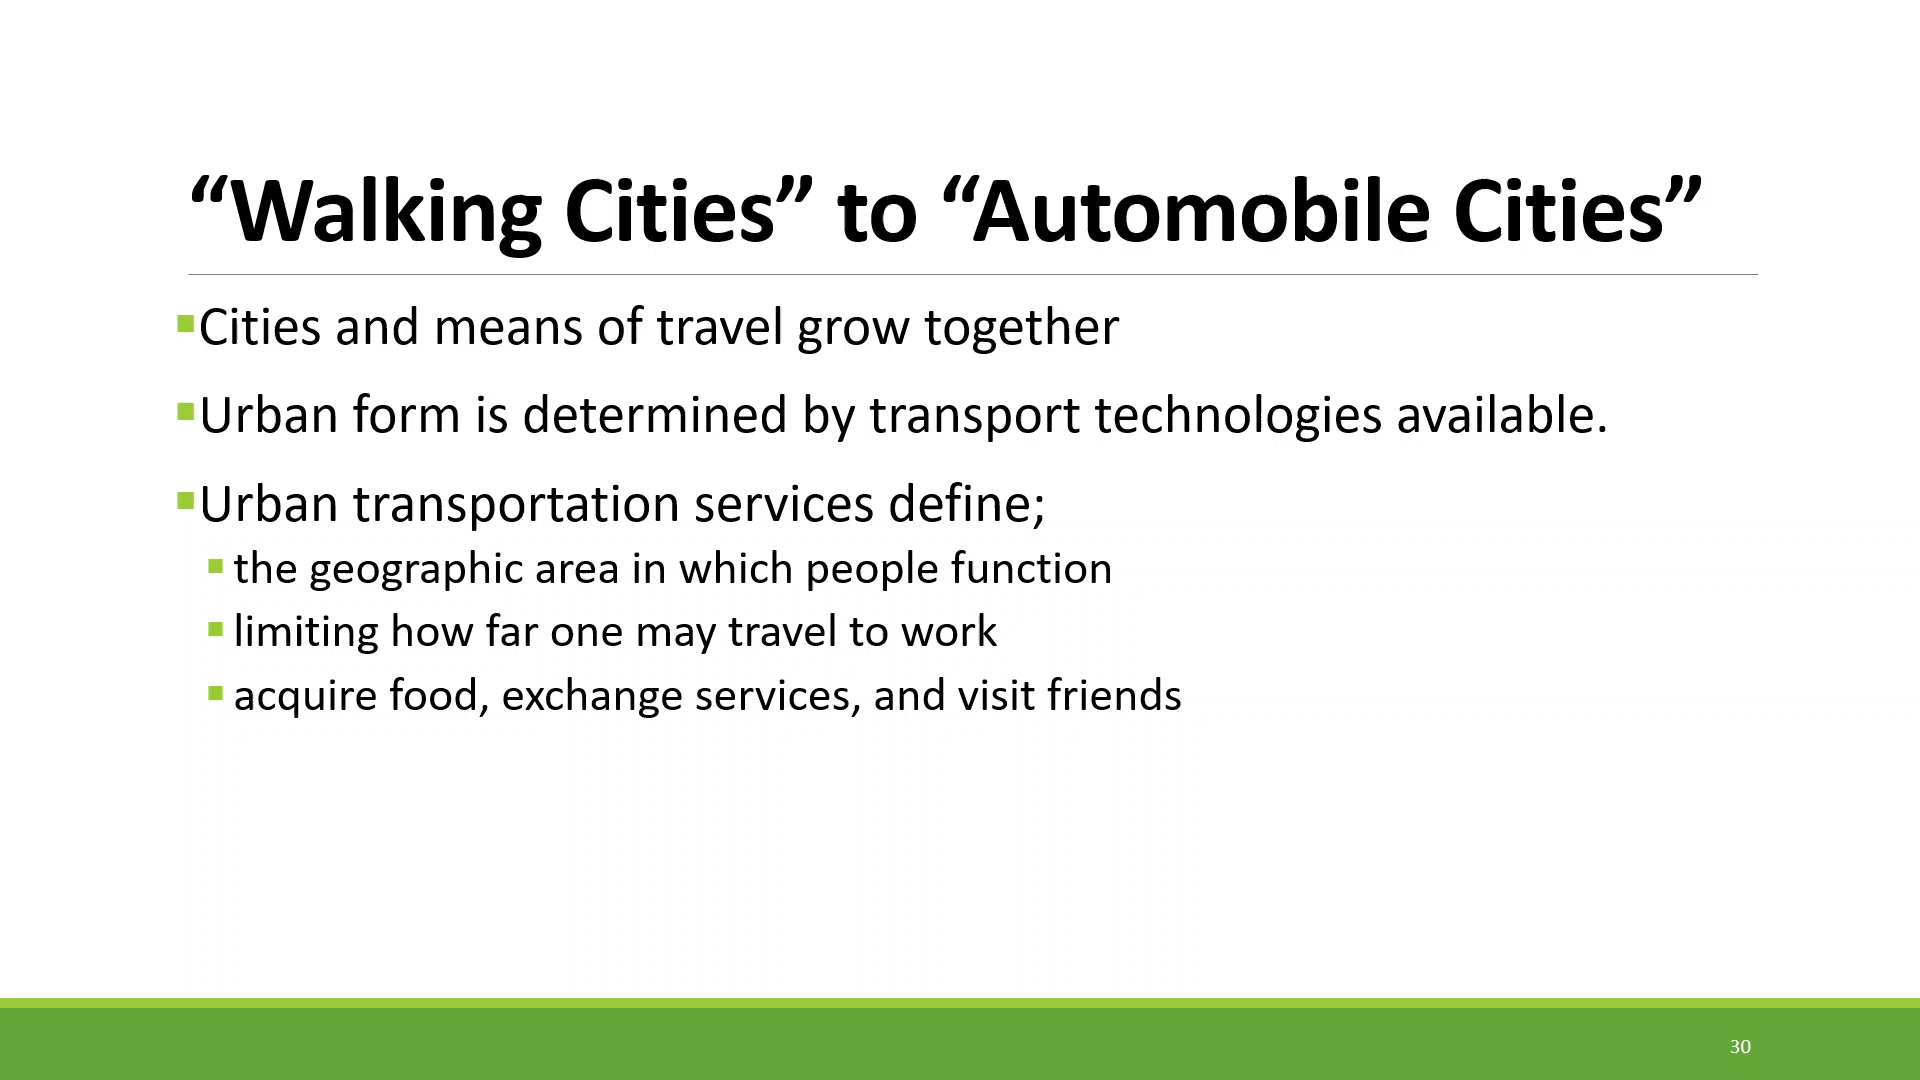 “Walking Cities” to “Automobile Cities”
▪Cities and means of travel grow together
▪Urban form is determined by transport technologies available.
▪Urban transportation services define;
▪the geographic area in which people function
▪limiting how far one may travel to work
▪acquire food, exchange services, and visit friends
30